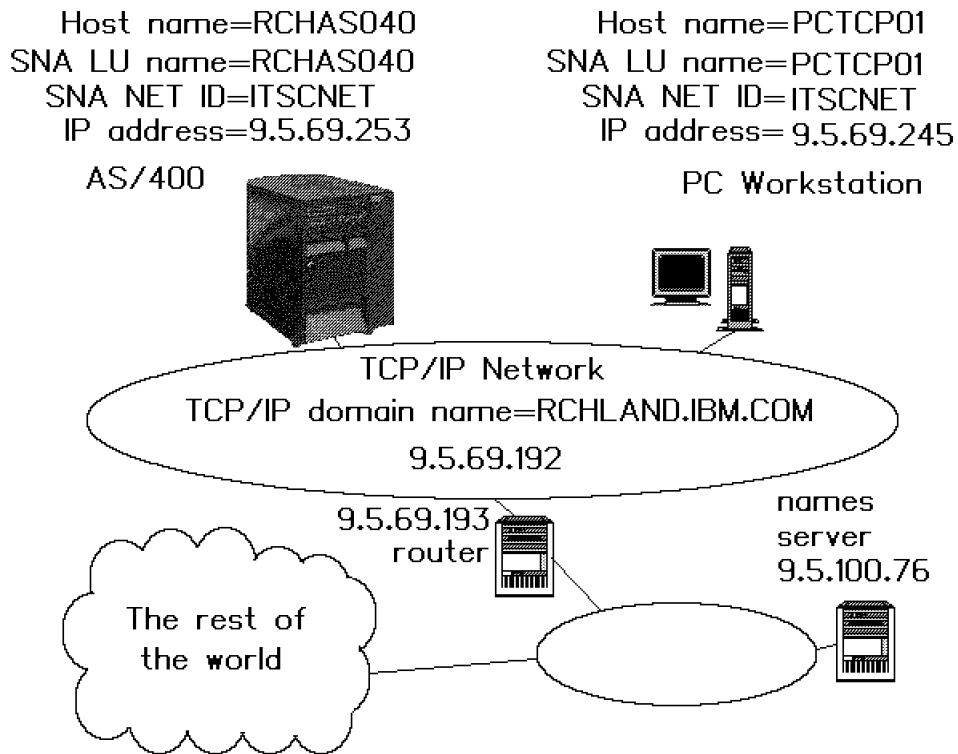 Host name=RCHAS040
SNA LU name=RCHAS040
SNA NET ID=ITSCNET
IP address=9.5.69.253
AS/400
Host name=PCTCP01
SNA LU name=PCTCP01
SNA NET ID=ITSCNET
IP address= 9.5.69.245
PC Workstation
TCP/IP Network
TCP/IP domain name=RCHLAND.IBM.COM
9.5.69.192
9.5.69.193
router
names
server
9.5.100.76
The rest of
the world